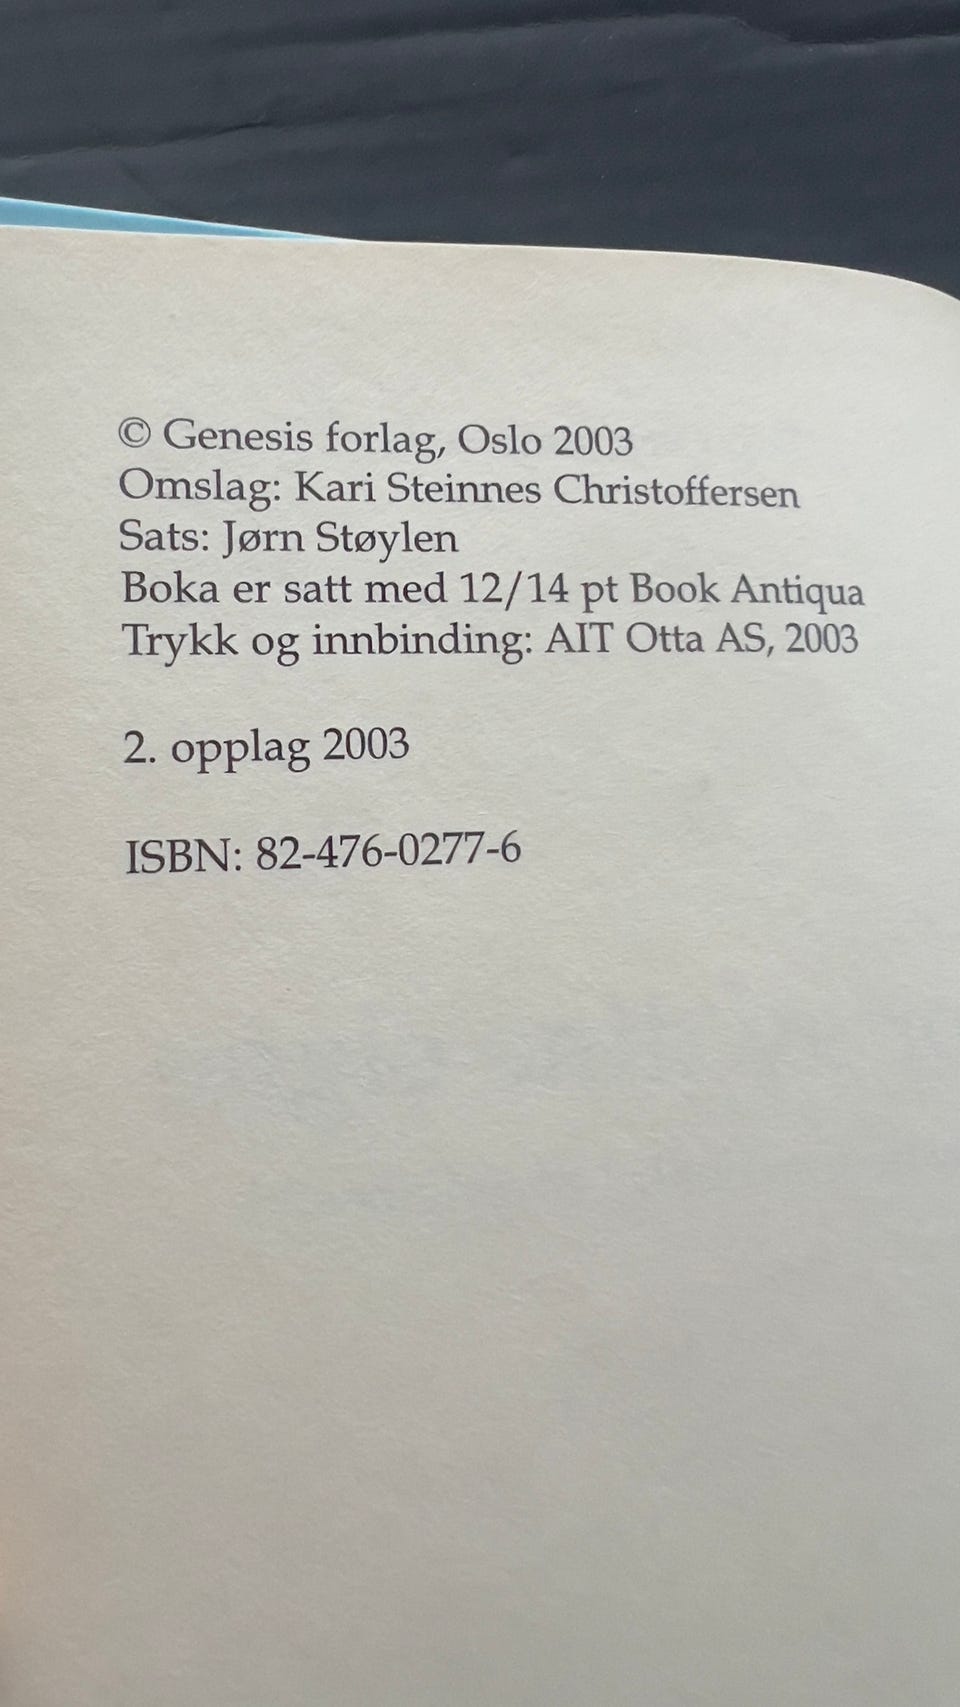 © Genesis forlag, Oslo 2003
Omslag: Kari Steinnes Christoffersen
Sats: Jørn Støylen
Boka er satt med 12/14 pt Book Antiqua
Trykk og innbinding: AIT Otta AS, 2003
2. opplag 2003
ISBN: 82-476-0277-6